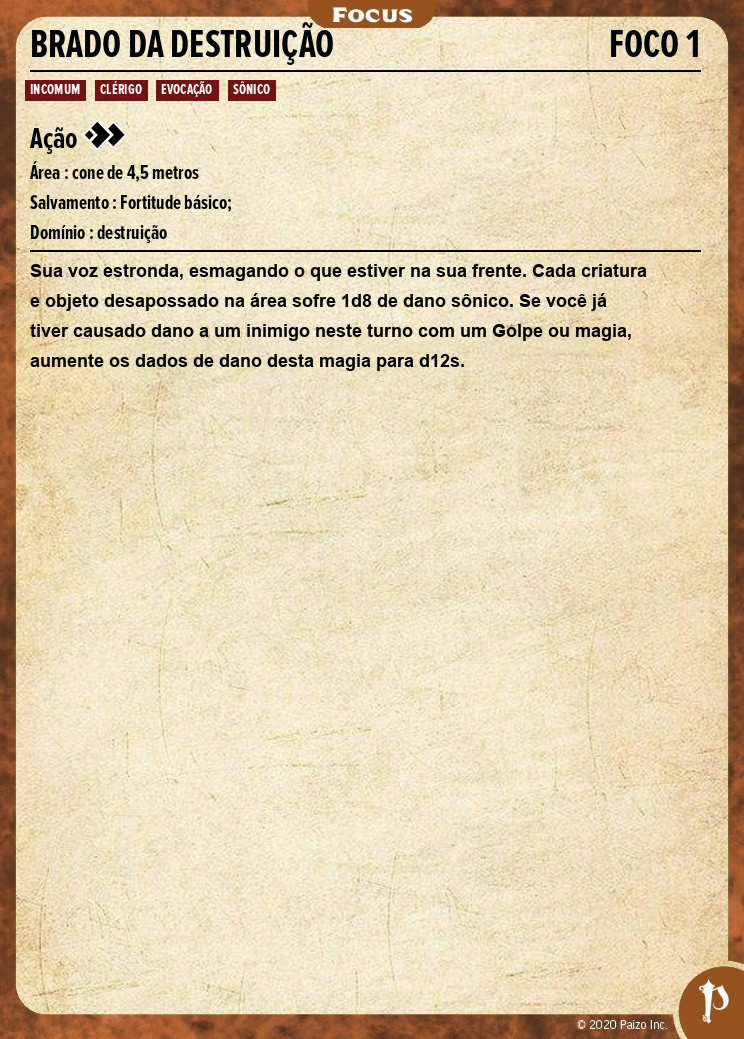 Focus
BRADO DA DESTRUIÇÃO FOCO 1
INCOMUM CLÉRIGO EVOCAÇÃO SÔNICO
Ação
Área : cone de 4,5 metros
Salvamento : Fortitude básico;
Domínio : destruição
Sua voz estronda, esmagando o que estiver na sua frente. Cada criatura
e objeto desapossado na área sofre 1d8 de dano sônico. Se você já
tiver causado dano a um inimigo neste turno com um Golpe ou magia,
aumente os dados de dano desta magia para d12s.
© 2020 Paizo Inc.
P